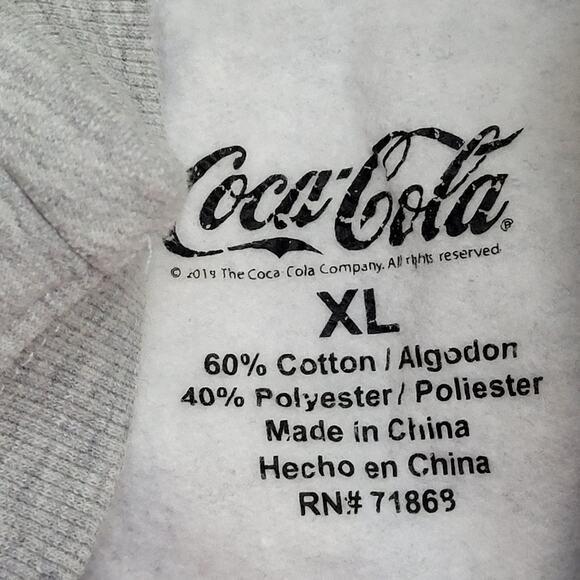 Coca-Cola®
© 2019 The Coca Cola Company. All rights reserved
XL
60% Cotton / Algodon
40% Polyester / Poliester
Made in China
Hecho en China
RN# 71869